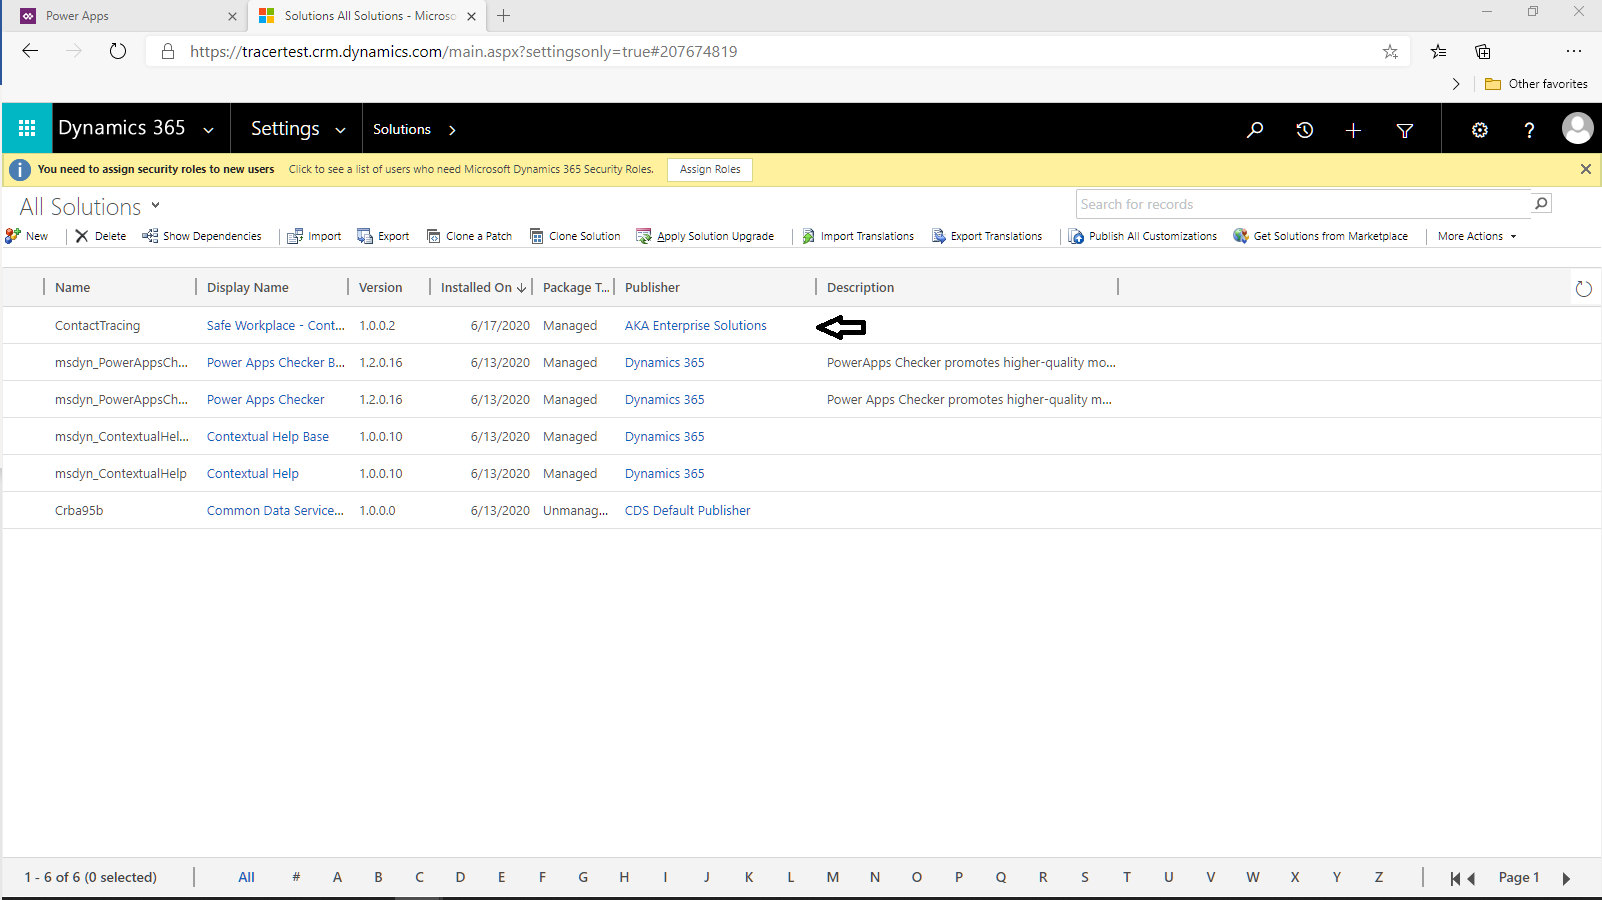 Power Apps
Solutions All Solutions - Microso
https://tracertest.crm.dynamics.com/main.aspx?settingsonly=true#207674819
Other favorites
Dynamics 365 Settings Solutions
You need to assign security roles to new users Click to see a list of users who need Microsoft Dynamics 365 Security Roles. Assign Roles
All Solutions
Search for records
New Delete Show Dependencies Import Export Clone a Patch Clone Solution Apply Solution Upgrade Import Translations Export Translations Publish All Customizations Get Solutions from Marketplace More Actions
Name Display Name Version Installed On Package T... Publisher Description
ContactTracing Safe Workplace - Cont... 1.0.0.2 6/17/2020 Managed AKA Enterprise Solutions
msdyn_PowerAppsCh... Power Apps Checker B... 1.2.0.16 6/13/2020 Managed Dynamics 365 PowerApps Checker promotes higher-quality mo...
msdyn_PowerAppsCh... Power Apps Checker 1.2.0.16 6/13/2020 Managed Dynamics 365 Power Apps Checker promotes higher-quality m...
msdyn_ContextualHel... Contextual Help Base 1.0.0.10 6/13/2020 Managed Dynamics 365
msdyn_ContextualHelp Contextual Help 1.0.0.10 6/13/2020 Managed Dynamics 365
Crba95b Common Data Service... 1.0.0.0 6/13/2020 Unmanag... CDS Default Publisher
1 - 6 of 6 (0 selected) All # A B C D E F G H I J K L M N O P Q R S T U V W X Y Z Page 1